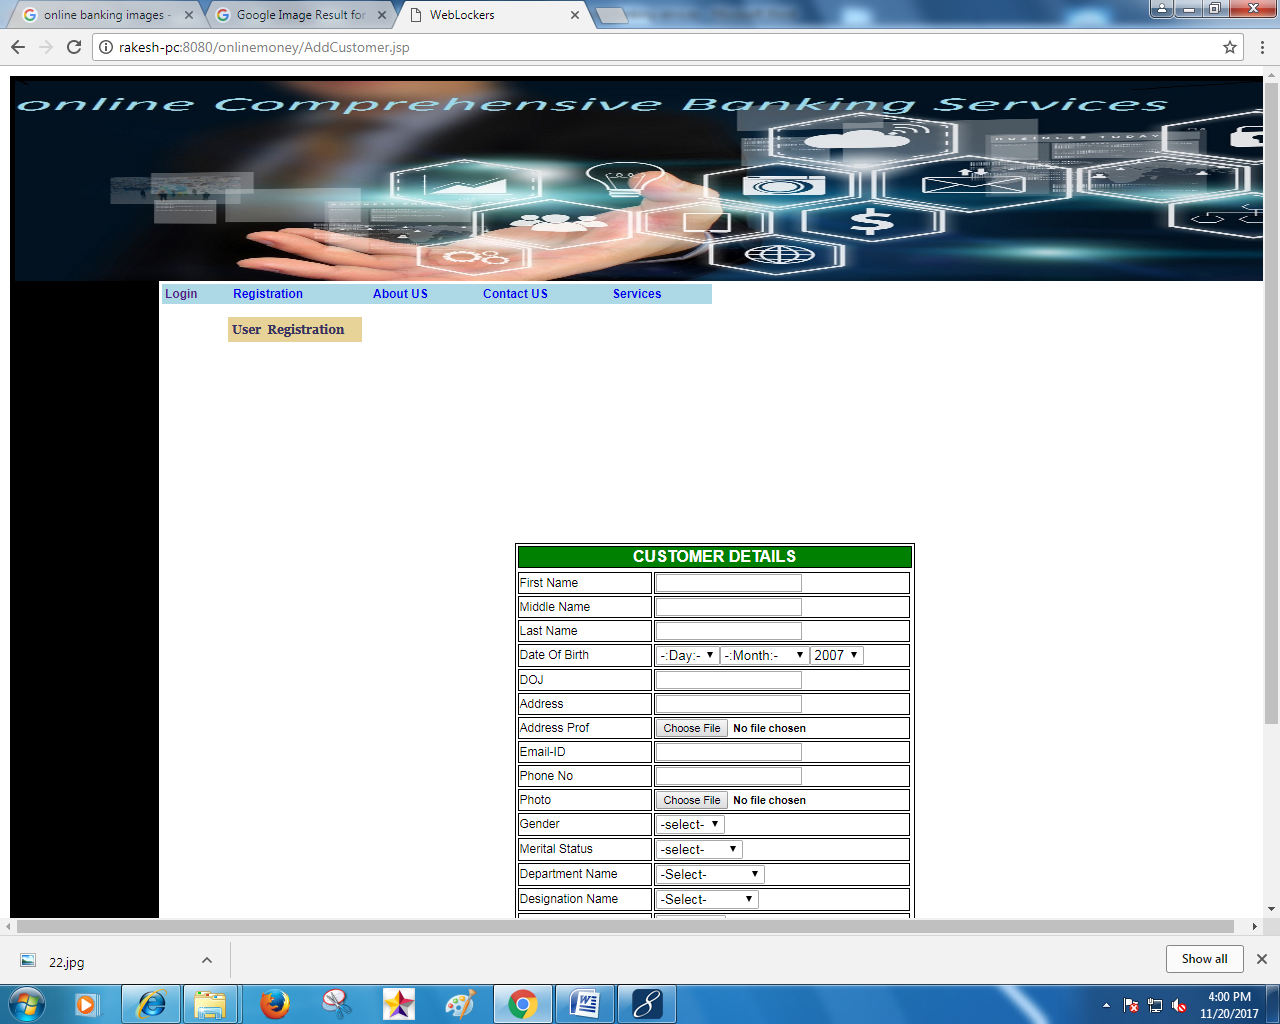 online banking images -
Google Image Result for
WebLockers
rakesh-pc:8080/onlinemoney/AddCustomer.jsp
online Comprehensive Banking Services
BUSINESS TODAY
Login Registration About US Contact US Services
User Registration
CUSTOMER DETAILS
First Name
Middle Name
Last Name
Date Of Birth -:Day:- -:Month:- 2007
DOJ
Address
Address Prof Choose File No file chosen
Email-ID
Phone No
Photo Choose File No file chosen
Gender -select-
Merital Status -select-
Department Name -Select-
Designation Name -Select-
22.jpg
Show all
4:00 PM
11/20/2017